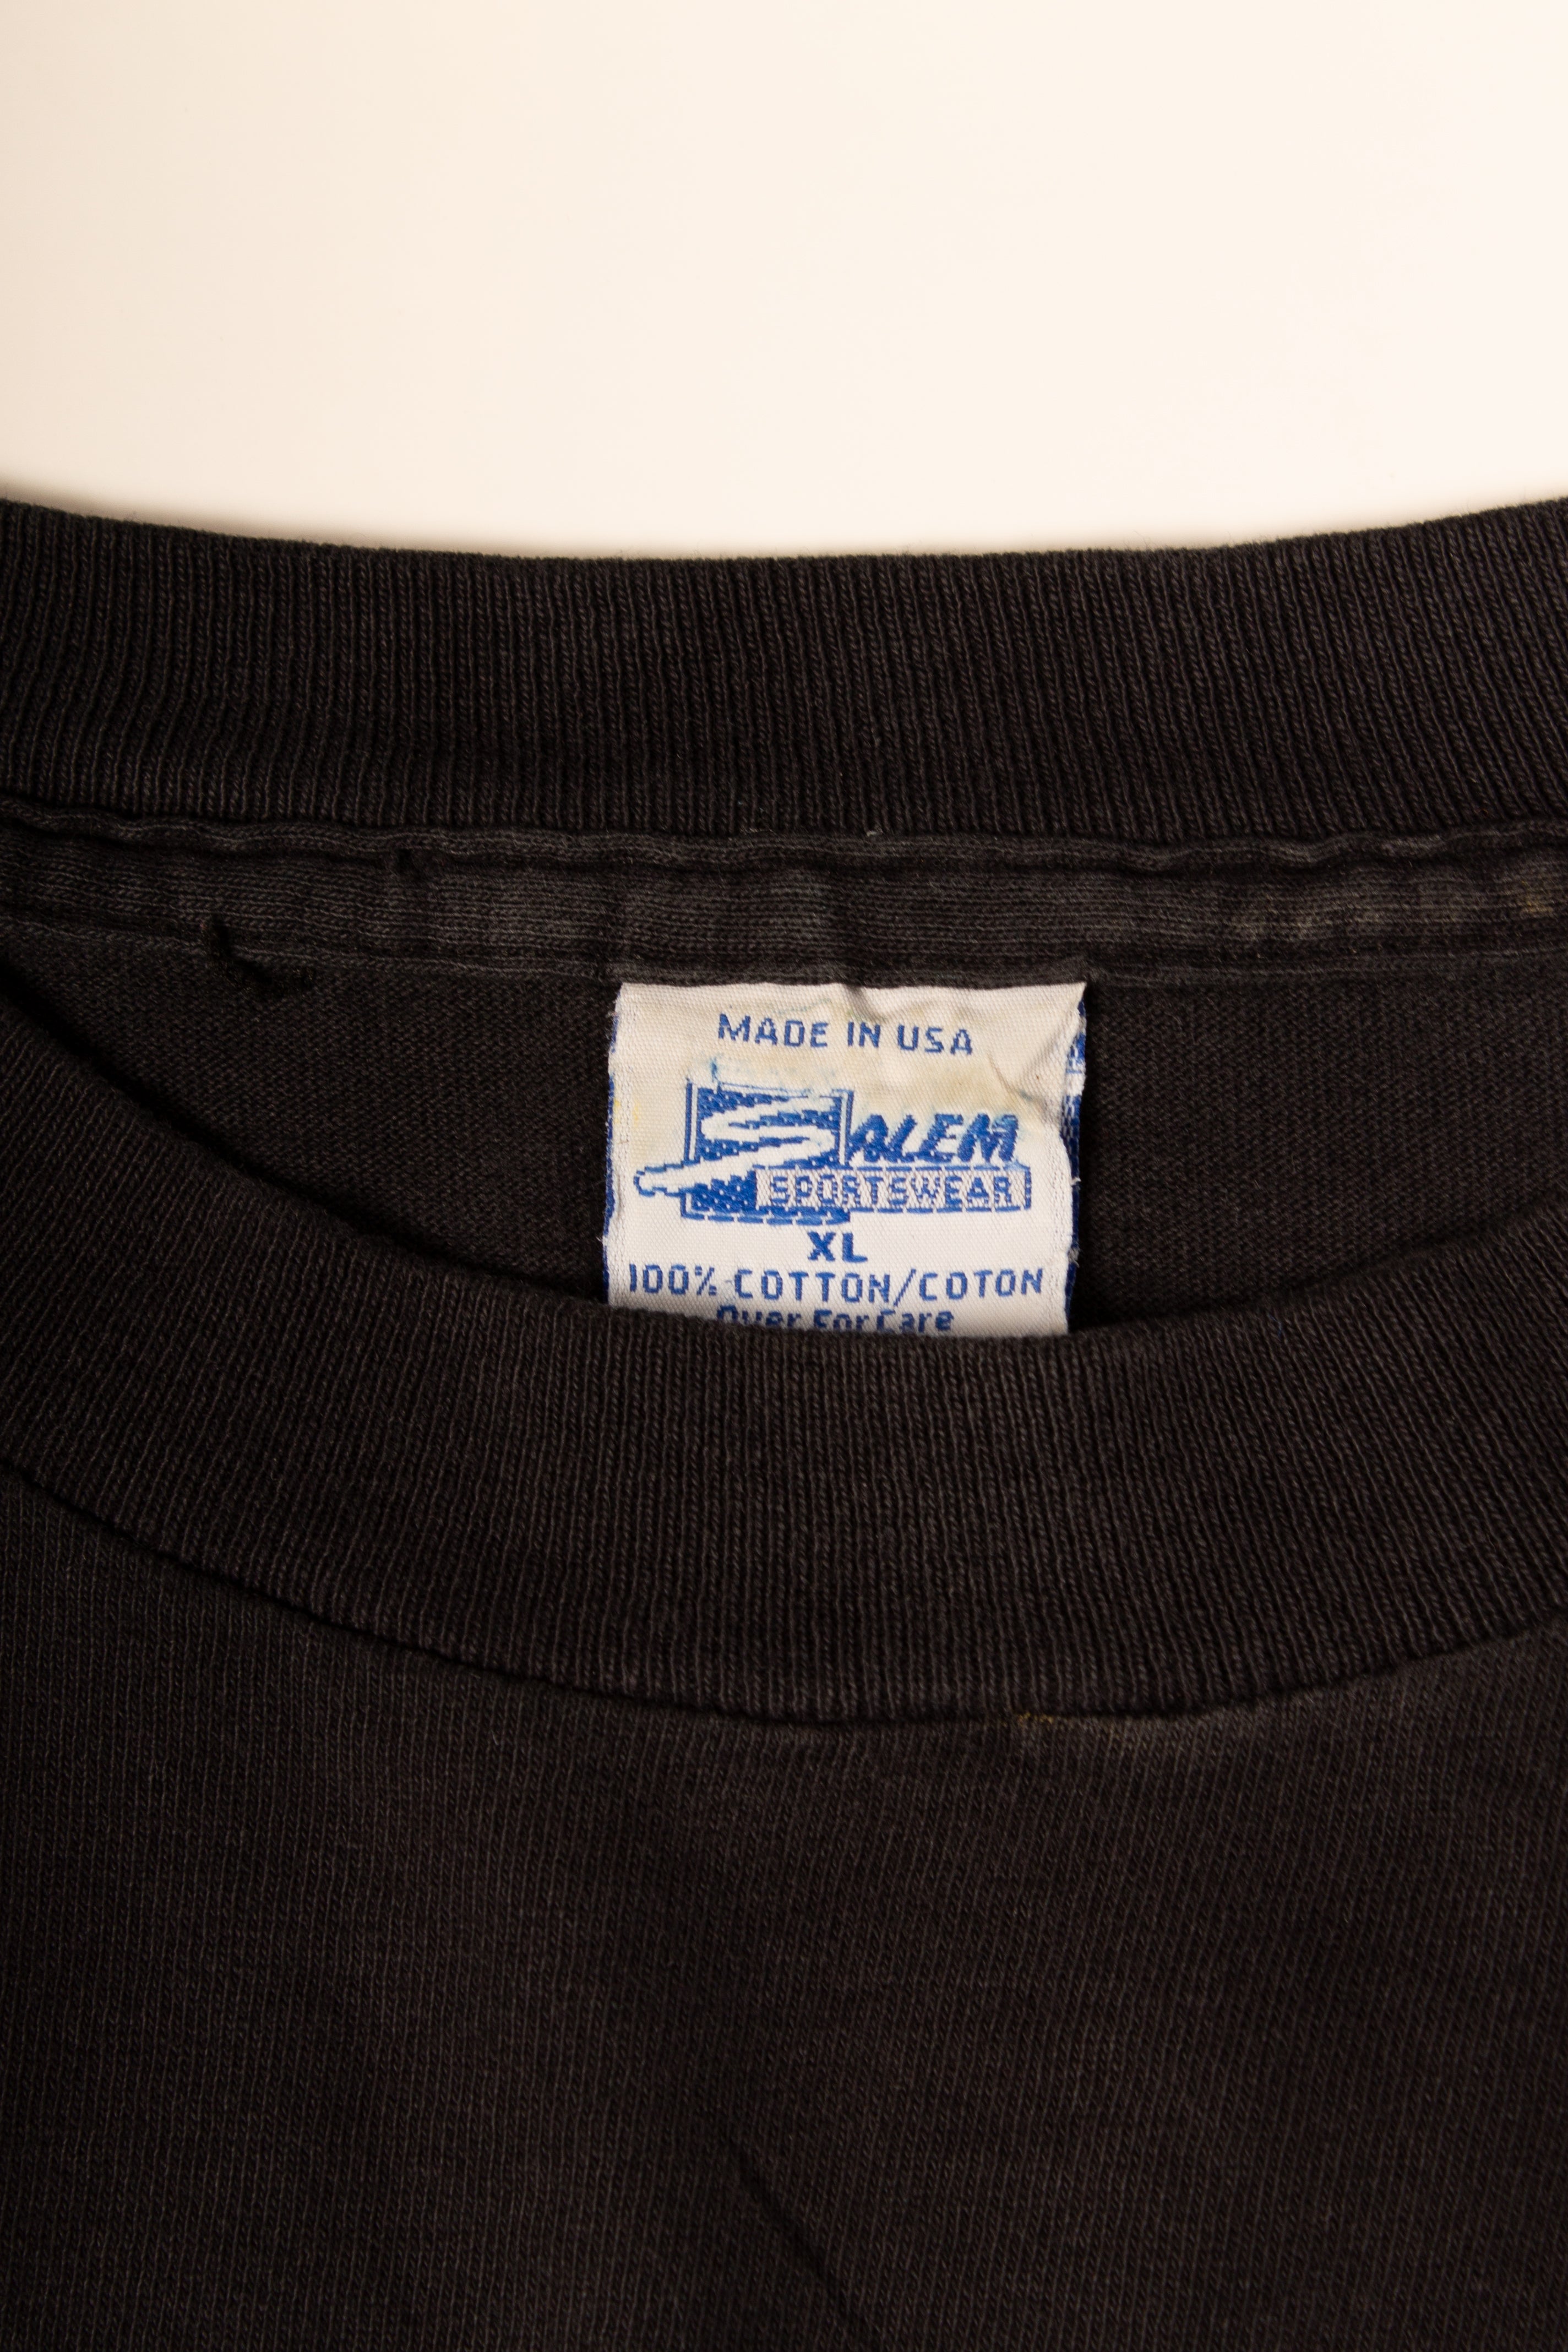 MADE IN USA
SALEM
SPORTSWEAR
XL
100% COTTON/COTON
Over For Care